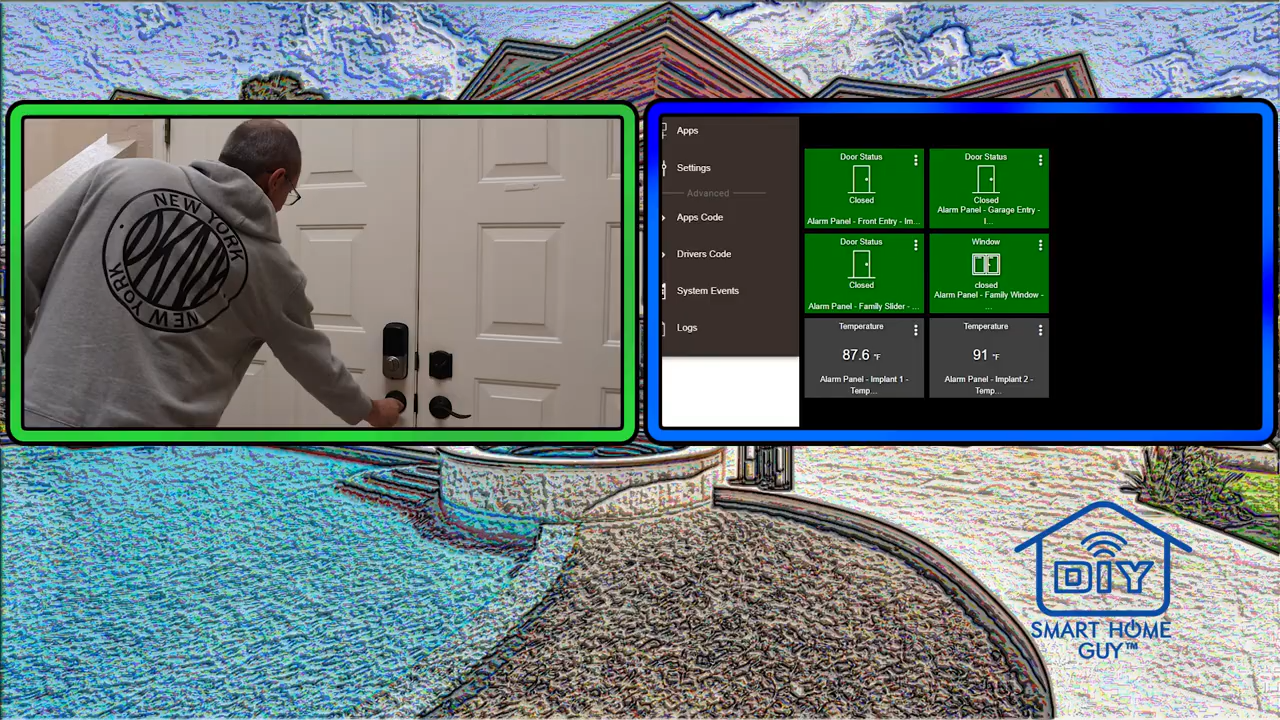 NEW YORK
DKNY
NEW YORK
Apps
Settings
Advanced
Apps Code
Drivers Code
System Events
Logs
Door Status
Closed
Alarm Panel - Front Entry - Im...
Door Status
Closed
Alarm Panel - Garage Entry -
I...
Door Status
Closed
Alarm Panel - Family Slider - ...
Window
closed
Alarm Panel - Family Window -
...
Temperature
87.6 °F
Alarm Panel - Implant 1 -
Temp...
Temperature
91 °F
Alarm Panel - Implant 2 -
Temp...
DIY
SMART HOME
GUY™